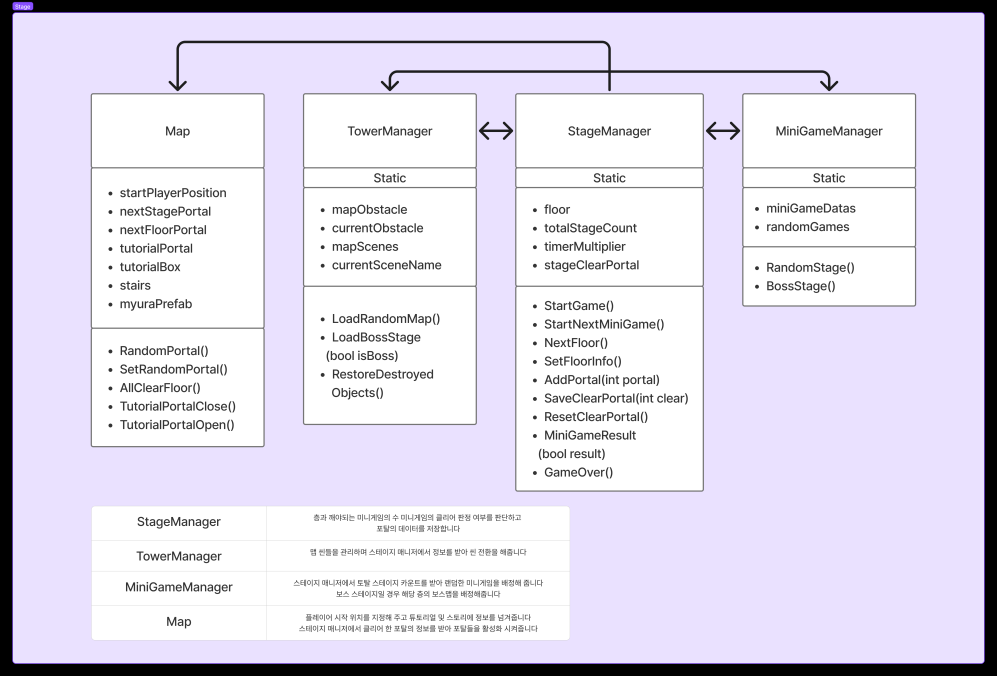 Stage
Map
startPlayerPosition
nextStagePortal
nextFloorPortal
tutorialPortal
tutorialBox
stairs
myuraPrefab
RandomPortal()
SetRandomPortal()
AllClearFloor()
TutorialPortalClose()
TutorialPortalOpen()
TowerManager
Static
mapObstacle
currentObstacle
mapScenes
currentSceneName
LoadRandomMap()
LoadBossStage
(bool isBoss)
RestoreDestroyed
Objects()
StageManager
Static
floor
totalStageCount
timerMultiplier
stageClearPortal
StartGame()
StartNextMiniGame()
NextFloor()
SetFloorInfo()
AddPortal(int portal)
SaveClearPortal(int clear)
ResetClearPortal()
MiniGameResult
(bool result)
GameOver()
MiniGameManager
Static
miniGameDatas
randomGames
RandomStage()
BossStage()
StageManager
층과 깨야되는 미니게임의 수 미니게임의 클리어 판정 여부를 판단하고
포탈의 데이터를 저장합니다
TowerManager
맵 씬들을 관리하며 스테이지 매니저에서 정보를 받아 씬 전환을 해줍니다
MiniGameManager
스테이지 매니저에서 토탈 스테이지 카운트를 받아 랜덤한 미니게임을 배정해 줍니다
보스 스테이지일 경우 해당 층의 보스맵을 배정해줍니다
Map
플레이어 시작 위치를 지정해 주고 튜토리얼 및 스토리에 정보를 넘겨줍니다
스테이지 매니저에서 클리어 한 포탈의 정보를 받아 포탈들을 활성화 시켜줍니다